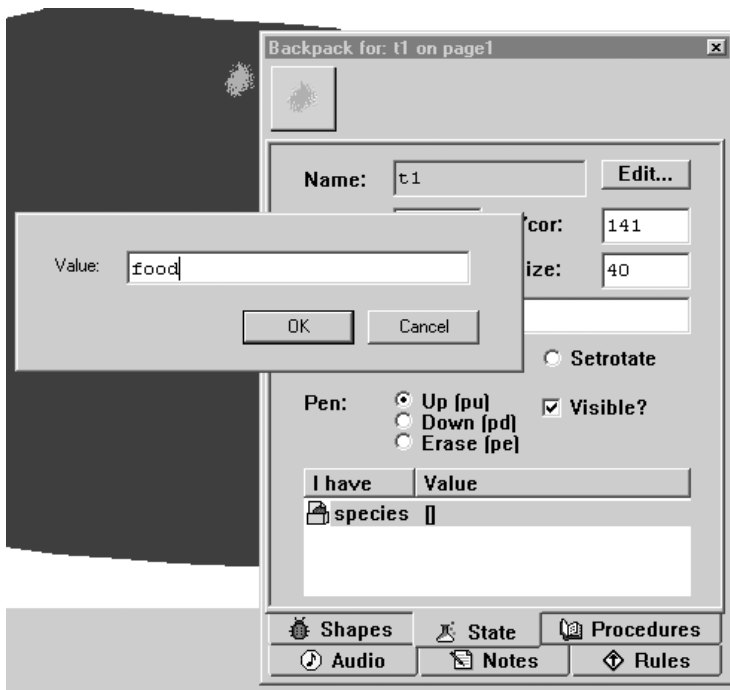 Backpack for: t1 on page1
Name: t1 Edit...
'cor: 141
Value: food
ize: 40
OK Cancel
Setrotate
Pen: Up (pu) Visible?
Down (pd)
Erase (pe)
I have Value
species []
Shapes State Procedures
Audio Notes Rules